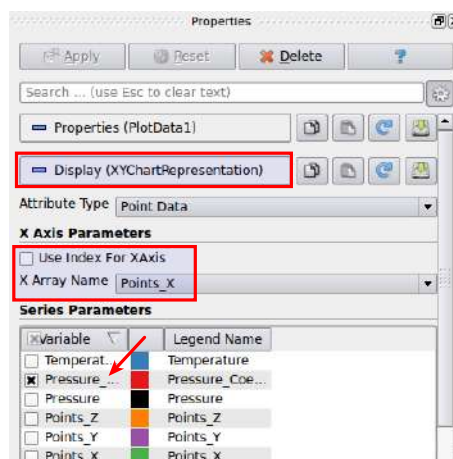 Properties
Apply Reset Delete ?
Search ... (use Esc to clear text)
Properties (PlotData1)
Display (XYChartRepresentation)
Attribute Type Point Data
X Axis Parameters
Use Index For XAxis
X Array Name Points_X
Series Parameters
Variable Legend Name
Temperat... Temperature
Pressure_... Pressure_Coe...
Pressure Pressure
Points_Z Points_Z
Points_Y Points_Y
Points_X Points_X